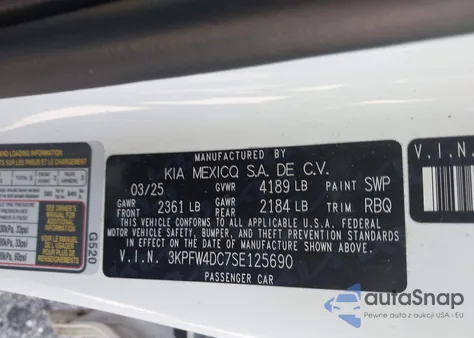 MANUFACTURED BY
KIA MEXICO, S.A. DE C.V.
03/25 GVWR 4189 LB PAINT SWP
GAWR FRONT 2361 LB GAWR REAR 2184 LB TRIM RBQ
THIS VEHICLE CONFORMS TO ALL APPLICABLE U.S.A. FEDERAL
MOTOR VEHICLE SAFETY, BUMPER, AND THEFT PREVENTION
STANDARDS IN EFFECT ON THE DATE OF MANUFACTURE SHOWN ABOVE.
V.I.N. 3KPFW4DC7SE125690
PASSENGER CAR
G520
V.I.N.
autoSnap
Pewne auta z aukcji USA i EU